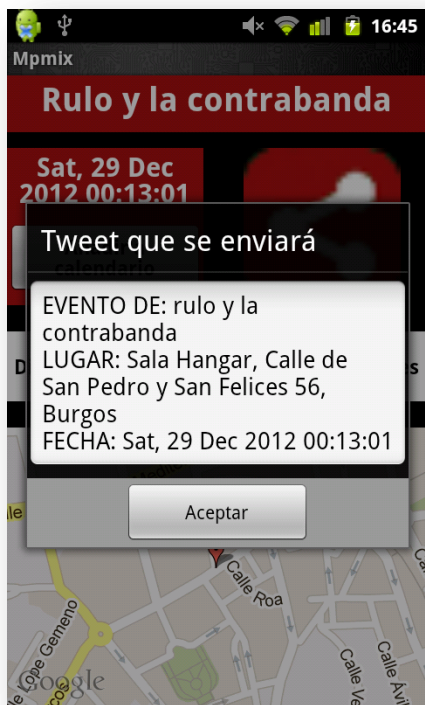 16:45
Mpmix
Rulo y la contrabanda
Sat, 29 Dec
2012 00:13:01
Tweet que se enviará
calendario
EVENTO DE: rulo y la
contrabanda
LUGAR: Sala Hangar, Calle de
San Pedro y San Felices 56,
Burgos
FECHA: Sat, 29 Dec 2012 00:13:01
Aceptar
Calle Roa
Google